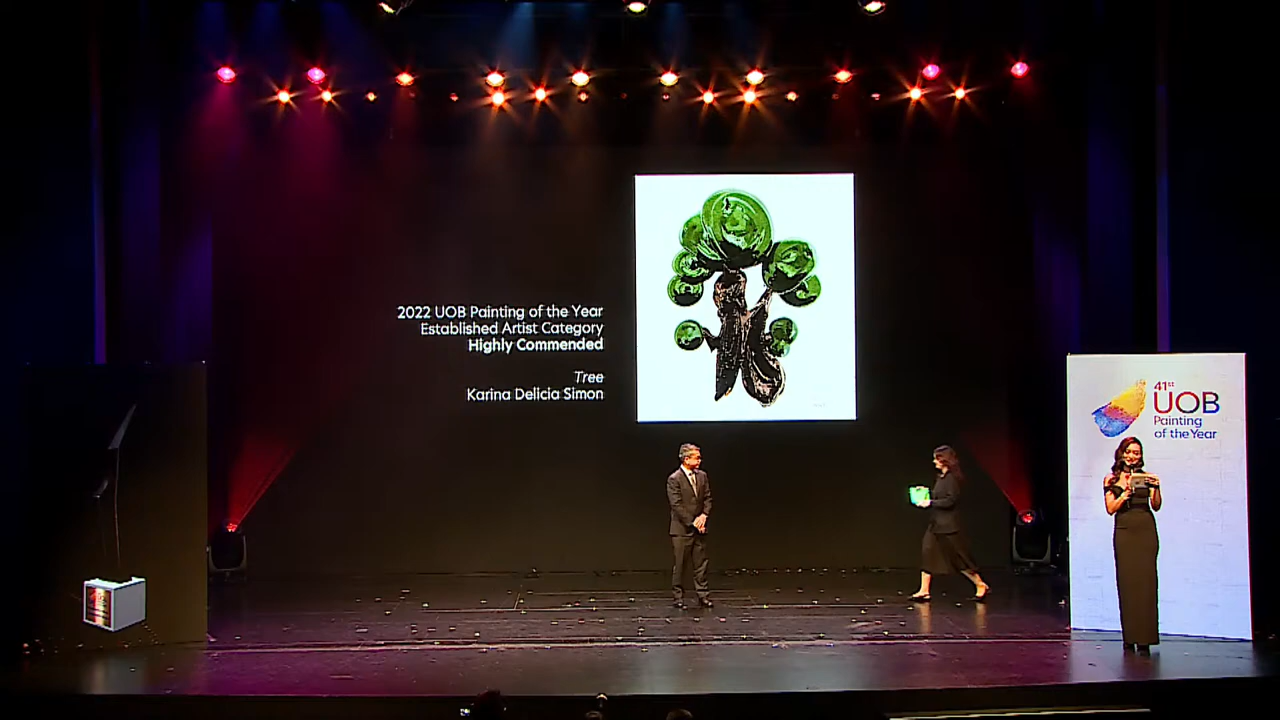 2022 UOB Painting of the Year
Established Artist Category
Highly Commended
Tree
Karina Delicia Simon
41st
UOB
Painting
of the Year